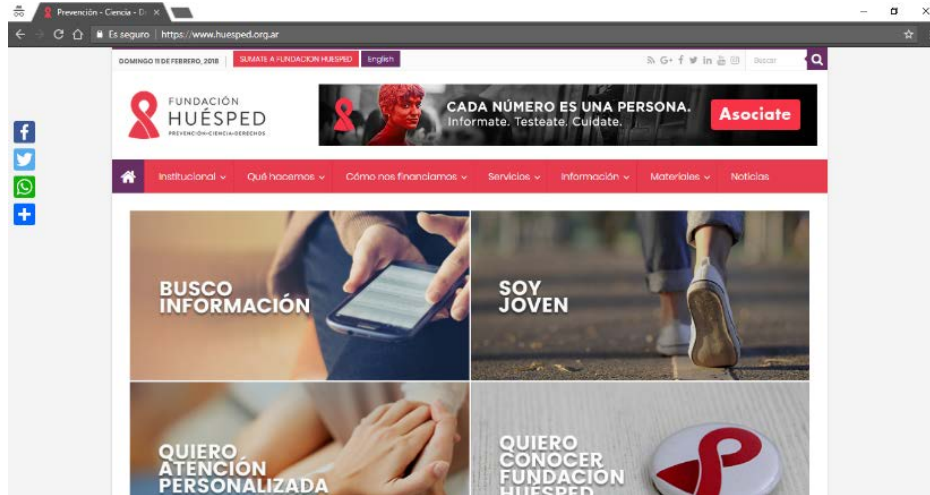 Prevención - Ciencia - D
Es seguro | https://www.huesped.org.ar
DOMINGO 11 DE FEBRERO, 2018
SUMATE A FUNDACION HUESPED
English
Buscar
FUNDACIÓN
HUÉSPED
PREVENCIÓN•CIENCIA•DERECHOS
CADA NÚMERO ES UNA PERSONA.
Informate. Testeate. Cuidate.
Asociate
Institucional
Qué hacemos
Cómo nos financiamos
Servicios
Información
Materiales
Noticias
BUSCO
INFORMACIÓN
SOY
JOVEN
QUIERO
ATENCIÓN
PERSONALIZADA
QUIERO
CONOCER
FUNDACIÓN
HUÉSPED